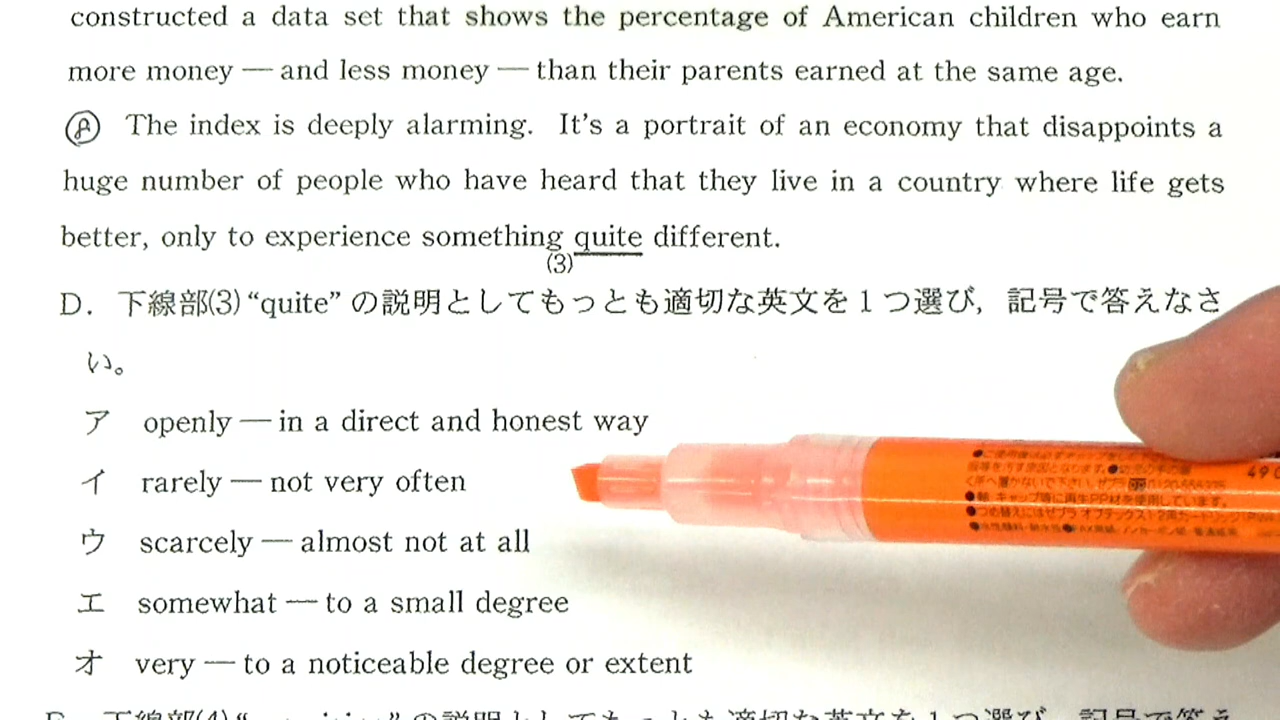 constructed a data set that shows the percentage of American children who earn
more money — and less money — than their parents earned at the same age.
The index is deeply alarming. It's a portrait of an economy that disappoints a
huge number of people who have heard that they live in a country where life gets
better, only to experience something quite different.
(3)
D. 下線部(3) “quite” の説明としてもっとも適切な英文を1つ選び，記号で答えなさ
い。
ア openly — in a direct and honest way
イ rarely — not very often
ウ scarcely — almost not at all
エ somewhat — to a small degree
オ very — to a noticeable degree or extent